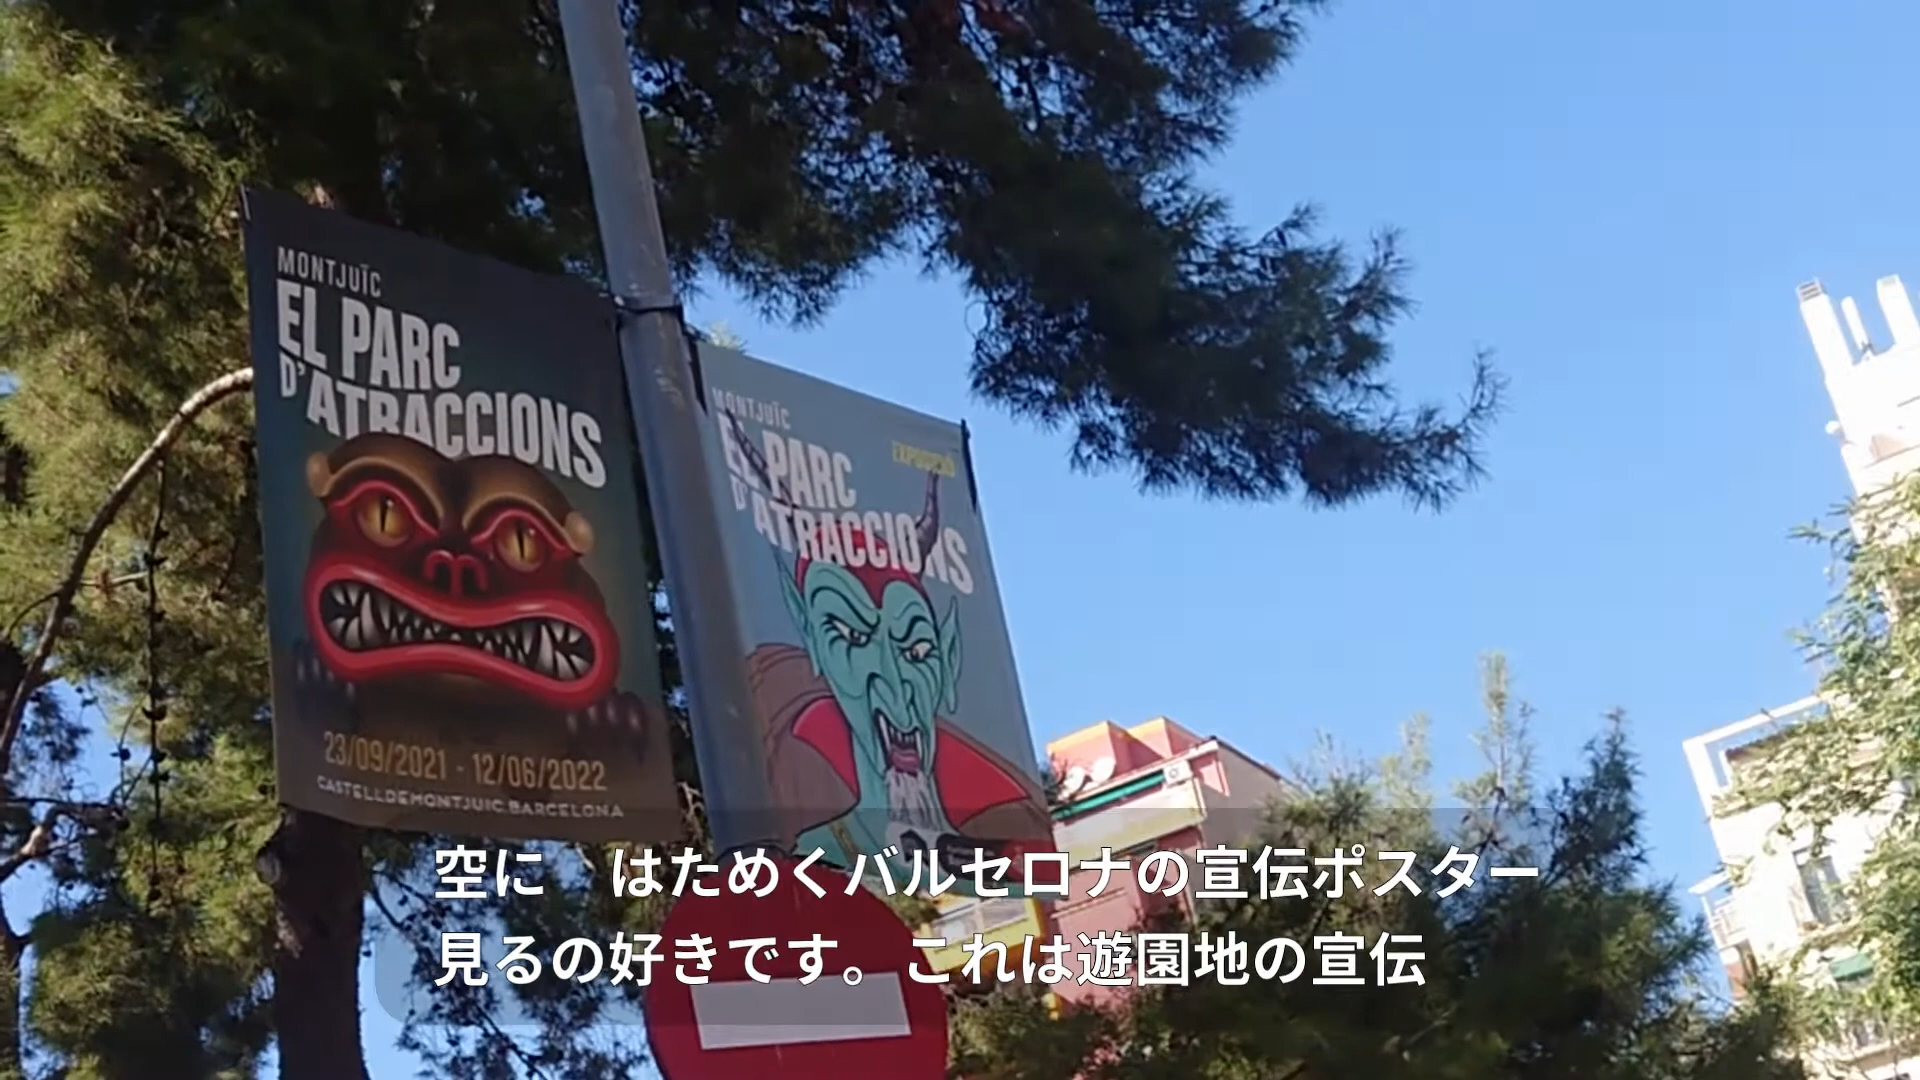 MONTJUÏC
EL PARC
D'ATRACCIONS
23/09/2021 - 12/06/2022
CASTELLDEMONTJUIC.BARCELONA
MONTJUÏC
EXPOSICIÓ
EL PARC
D'ATRACCIONS
空に　はためくバルセロナの宣伝ポスター
見るの好きです。これは遊園地の宣伝